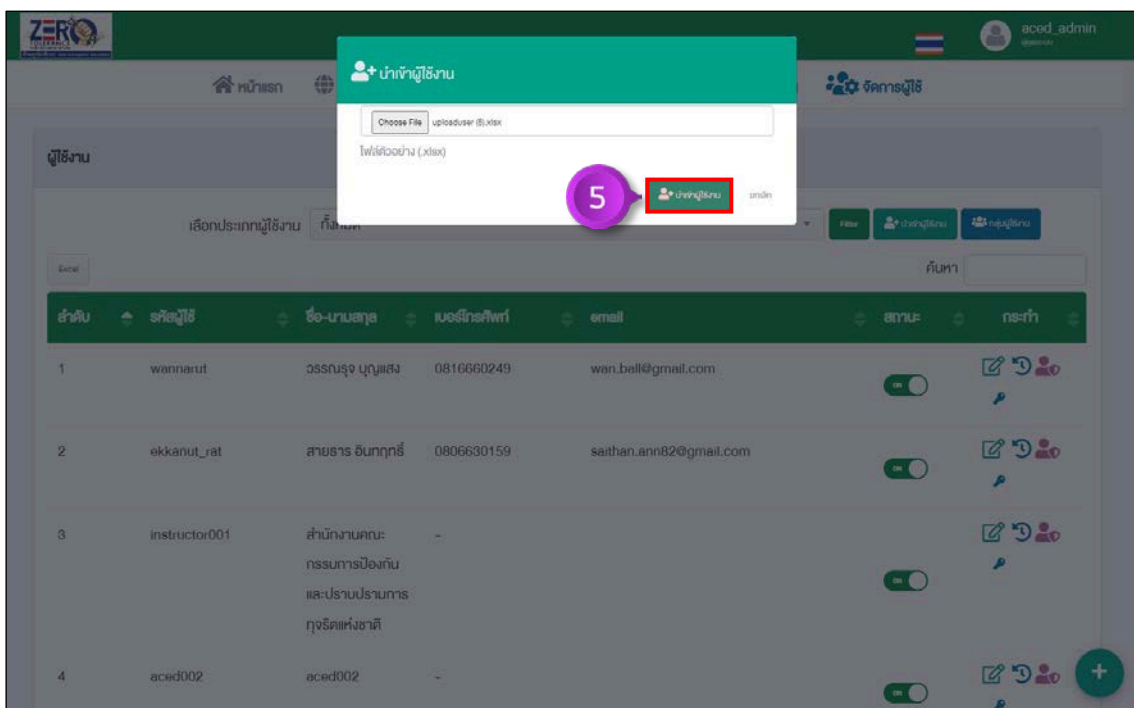 ZERO
TOLERANCE
aced_admin
หน้าแรก
จัดการผู้ใช้
นำเข้าผู้ใช้งาน
Choose File uploaduser (6).xlsx
ไฟล์ตัวอย่าง (.xlsx)
5
นำเข้าผู้ใช้งาน
ยกเลิก
ผู้ใช้งาน
เลือกประเภทผู้ใช้งาน ทั้งหมด
Filter
นำเข้าผู้ใช้งาน
กลุ่มผู้ใช้งาน
Excel
ค้นหา
ลำดับ รหัสผู้ใช้ ชื่อ-นามสกุล เบอร์โทรศัพท์ email สถานะ กระทำ
1 wannarut วรรณรุจ บุญแสง 0816660249 wan.ball@gmail.com ON
2 ekkanut_rat สายธาร อินทฤทธิ์ 0806630159 saithan.ann82@gmail.com ON
3 instructor001 สำนักงานคณะ -
กรรมการป้องกัน
และปราบปรามการ ON
ทุจริตแห่งชาติ
4 aced002 aced002 - ON